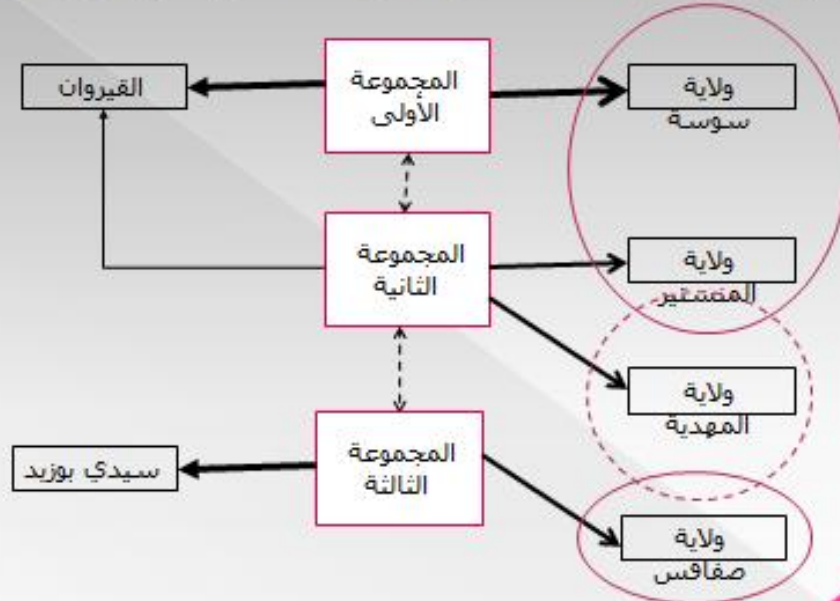 المجموعة
الأولى
ولاية
سوسة
القيروان
المجموعة
الثانية
ولاية
المنستير
ولاية
المهدية
المجموعة
الثالثة
سيدي بوزيد
ولاية
صفاقس